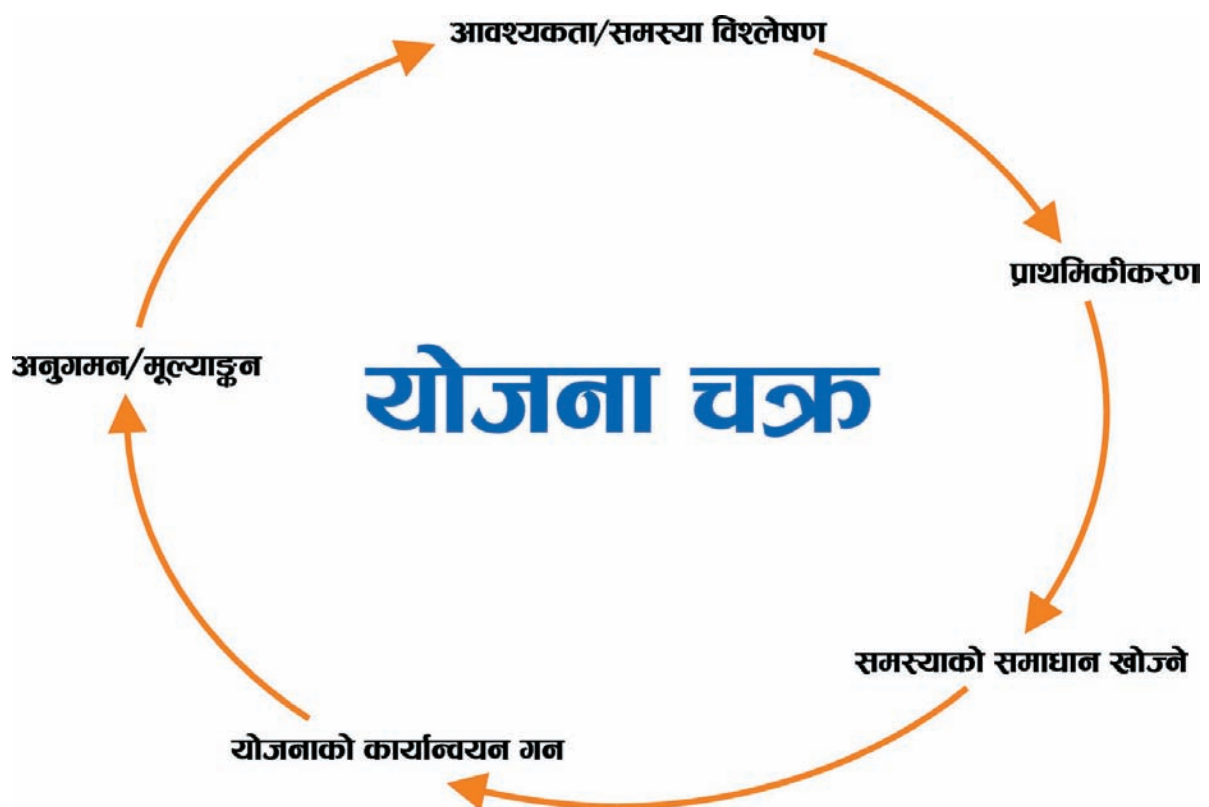 आवश्यकता/समस्या विश्लेषण
प्राथमिकीकरण
अनुगमन/मूल्याङ्कन
योजना चक्र
समस्याको समाधान खोज्ने
योजनाको कार्यान्वयन गन